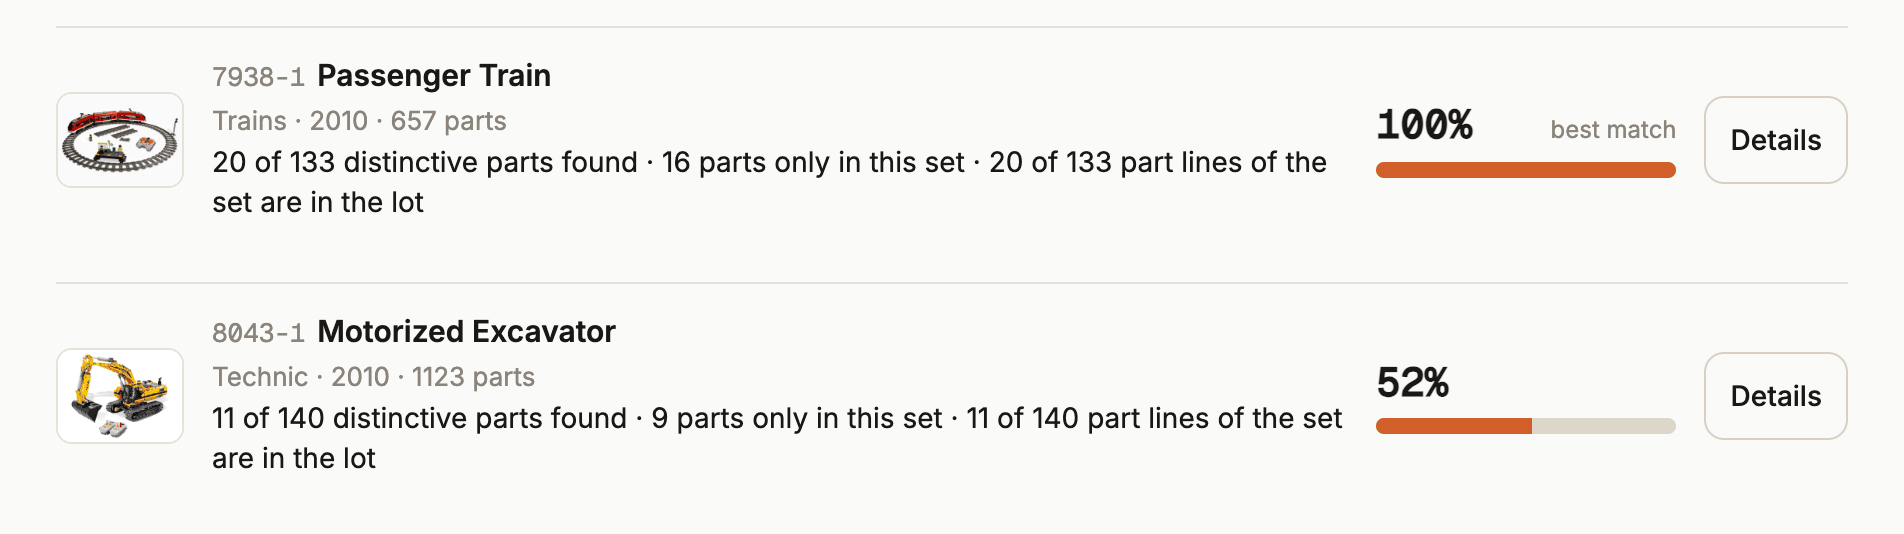 7938-1 Passenger Train
Trains · 2010 · 657 parts
20 of 133 distinctive parts found · 16 parts only in this set · 20 of 133 part lines of the
set are in the lot
100%
best match
Details
8043-1 Motorized Excavator
Technic · 2010 · 1123 parts
11 of 140 distinctive parts found · 9 parts only in this set · 11 of 140 part lines of the set
are in the lot
52%
Details